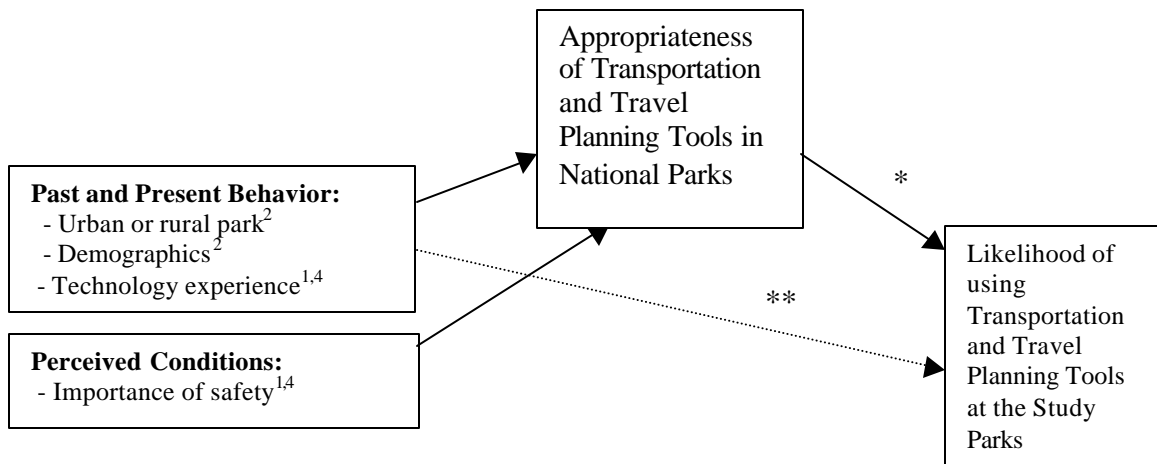 Appropriateness
of Transportation
and Travel
Planning Tools in
National Parks
Past and Present Behavior:
- Urban or rural park2
- Demographics2
- Technology experience1,4
Perceived Conditions:
- Importance of safety1,4
*
**
Likelihood of
using
Transportation
and Travel
Planning Tools
at the Study
Parks